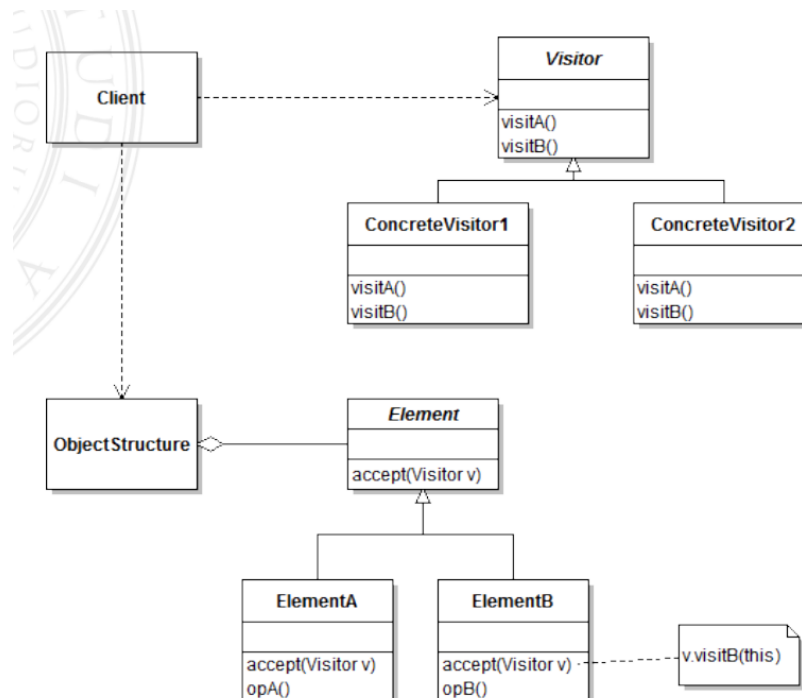 Visitor
Client
visitA()
visitB()
ConcreteVisitor1
ConcreteVisitor2
visitA()
visitB()
visitA()
visitB()
Element
ObjectStructure
accept(Visitor v)
ElementA
ElementB
accept(Visitor v)
opA()
accept(Visitor v)
opB()
v.visitB(this)